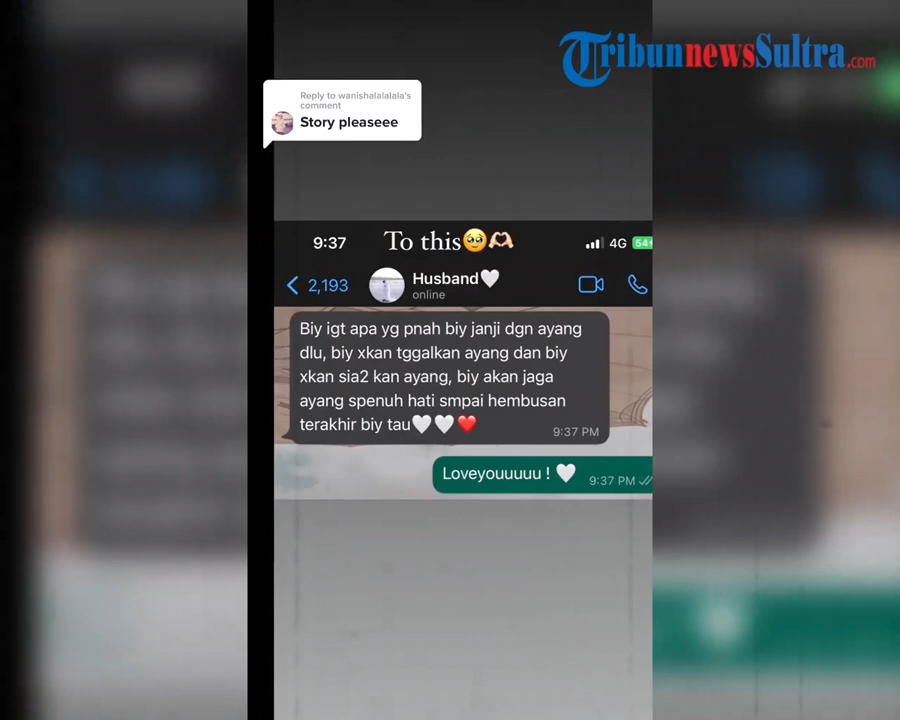 TribunnewsSultra.com
Reply to wanishalalalala's
comment
Story pleaseee
9:37
To this🥹🫶🏻
4G
54+
2,193
Husband🤍
online
Biy igt apa yg pnah biy janji dgn ayang
dlu, biy xkan tggalkan ayang dan biy
xkan sia2 kan ayang, biy akan jaga
ayang spenuh hati smpai hembusan
terakhir biy tau🤍🤍❤️
9:37 PM
Loveyouuuuu ! 🤍
9:37 PM